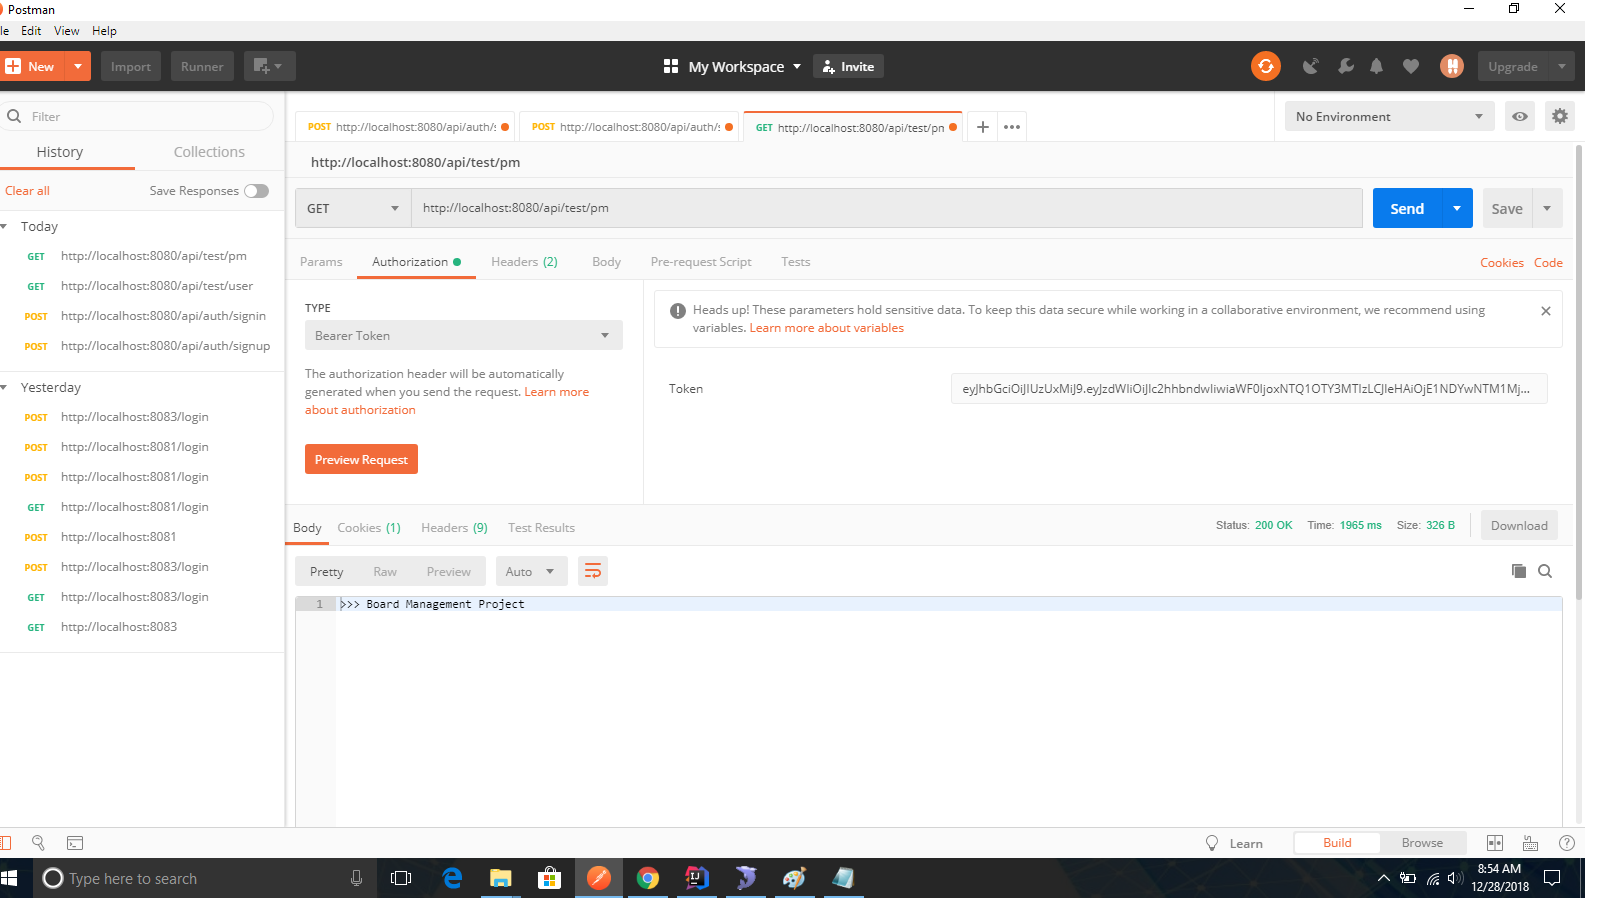 Postman
le Edit View Help
New Import Runner My Workspace Invite Upgrade
Filter
History Collections
Clear all Save Responses
Today
GET http://localhost:8080/api/test/pm
GET http://localhost:8080/api/test/user
POST http://localhost:8080/api/auth/signin
POST http://localhost:8080/api/auth/signup
Yesterday
POST http://localhost:8083/login
POST http://localhost:8081/login
POST http://localhost:8081/login
GET http://localhost:8081/login
POST http://localhost:8081
POST http://localhost:8083/login
GET http://localhost:8083/login
GET http://localhost:8083
POST http://localhost:8080/api/auth/s
POST http://localhost:8080/api/auth/s
GET http://localhost:8080/api/test/pm
No Environment
http://localhost:8080/api/test/pm
GET http://localhost:8080/api/test/pm Send Save
Params Authorization Headers (2) Body Pre-request Script Tests Cookies Code
TYPE
Bearer Token
The authorization header will be automatically
generated when you send the request. Learn more
about authorization
Preview Request
Heads up! These parameters hold sensitive data. To keep this data secure while working in a collaborative environment, we recommend using
variables. Learn more about variables
Token
Body Cookies (1) Headers (9) Test Results Status: 200 OK Time: 1965 ms Size: 326 B Download
Pretty Raw Preview Auto
1 >>> Board Management Project
Learn Build Browse
Type here to search
8:54 AM
12/28/2018